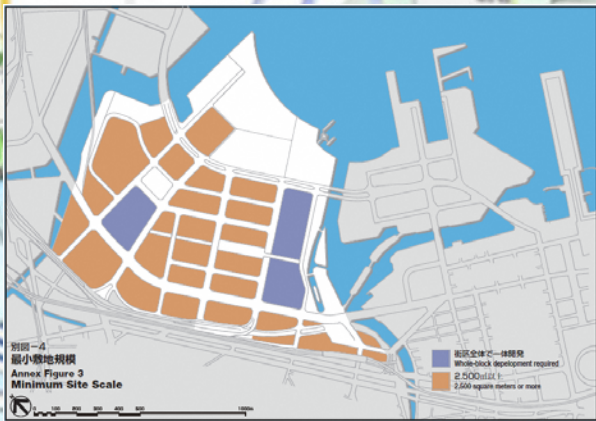 別図−4
最小敷地規模
Annex Figure 3
Minimum Site Scale
0 100 200 300 400 500 1000m
街区全体で一体開発
Whole-block depelopment required
2,500㎡以上
2,500 square meters or more